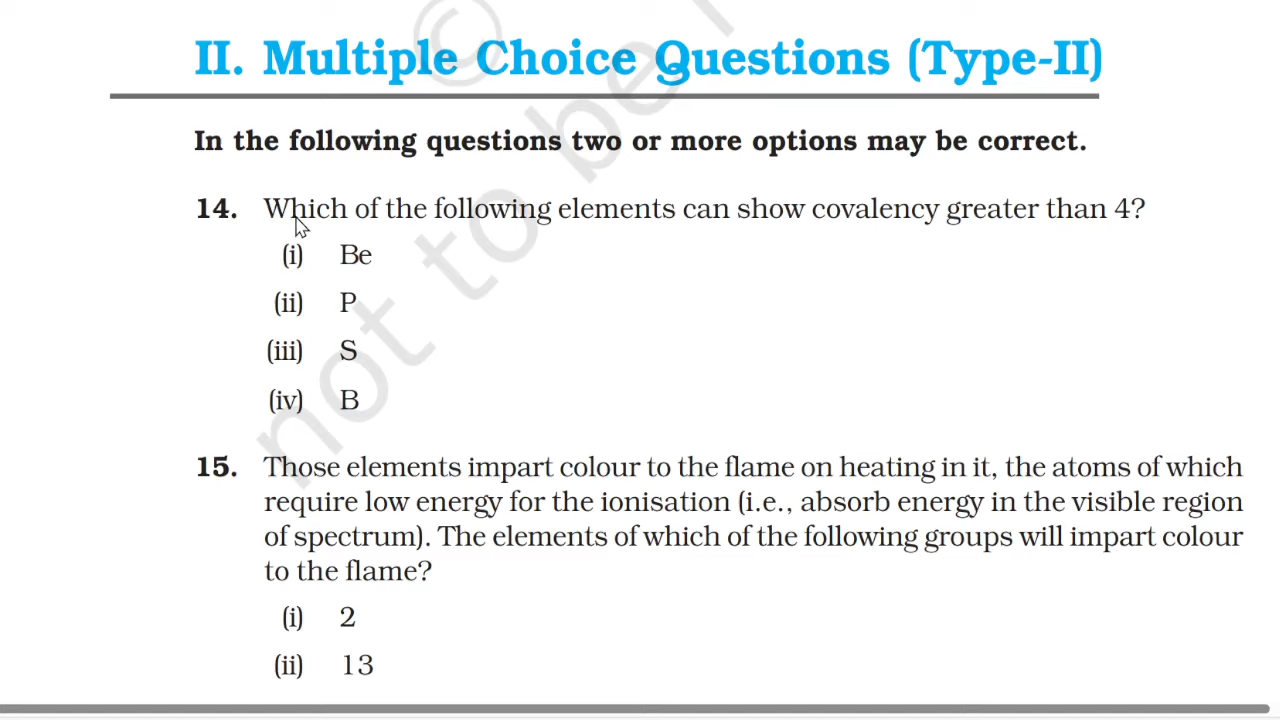 II. Multiple Choice Questions (Type-II)
In the following questions two or more options may be correct.
14. Which of the following elements can show covalency greater than 4?
(i) Be
(ii) P
(iii) S
(iv) B
15. Those elements impart colour to the flame on heating in it, the atoms of which
require low energy for the ionisation (i.e., absorb energy in the visible region
of spectrum). The elements of which of the following groups will impart colour
to the flame?
(i) 2
(ii) 13
©
not to be